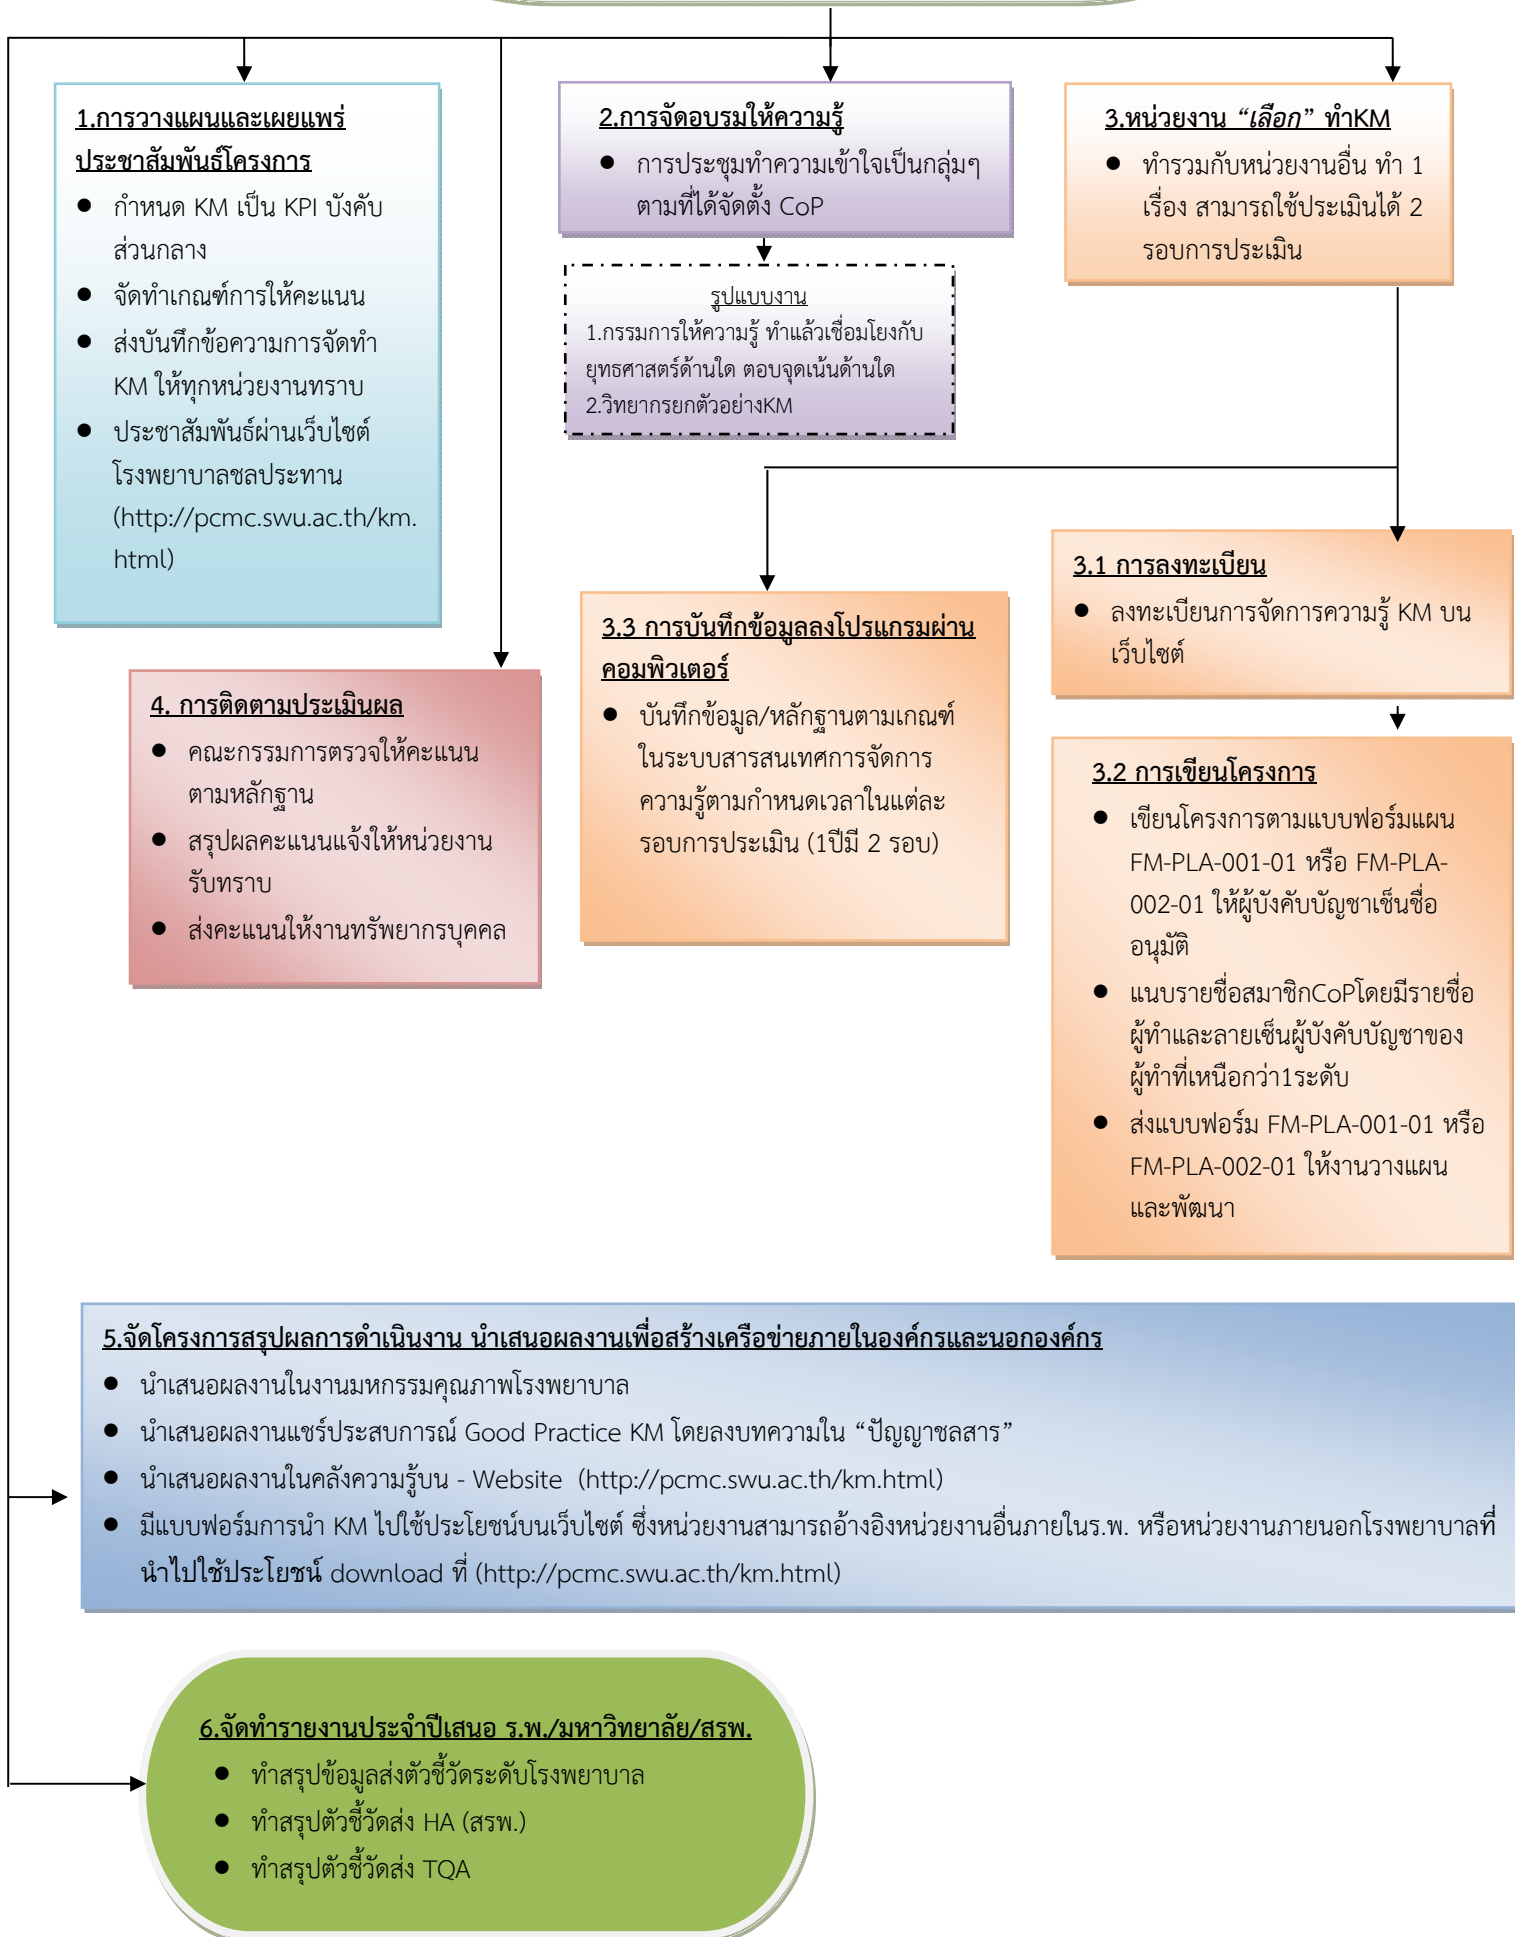 1.การวางแผนและเผยแพร่
ประชาสัมพันธ์โครงการ
● กำหนด KM เป็น KPI บังคับ
ส่วนกลาง
● จัดทำเกณฑ์การให้คะแนน
● ส่งบันทึกข้อความการจัดทำ
KM ให้ทุกหน่วยงานทราบ
● ประชาสัมพันธ์ผ่านเว็บไซต์
โรงพยาบาลชลประทาน
(http://pcmc.swu.ac.th/km.
html)
2.การจัดอบรมให้ความรู้
● การประชุมทำความเข้าใจเป็นกลุ่มๆ
ตามที่ได้จัดตั้ง CoP
รูปแบบงาน
1.กรรมการให้ความรู้ ทำแล้วเชื่อมโยงกับ
ยุทธศาสตร์ด้านใด ตอบจุดเน้นด้านใด
2.วิทยากรยกตัวอย่างKM
3.หน่วยงาน “เลือก” ทำKM
● ทำรวมกับหน่วยงานอื่น ทำ 1
เรื่อง สามารถใช้ประเมินได้ 2
รอบการประเมิน
3.1 การลงทะเบียน
● ลงทะเบียนการจัดการความรู้ KM บน
เว็บไซต์
3.2 การเขียนโครงการ
● เขียนโครงการตามแบบฟอร์มแผน
FM-PLA-001-01 หรือ FM-PLA-
002-01 ให้ผู้บังคับบัญชาเซ็นชื่อ
อนุมัติ
● แนบรายชื่อสมาชิกCoPโดยมีรายชื่อ
ผู้ทำและลายเซ็นผู้บังคับบัญชาของ
ผู้ทำที่เหนือกว่า1ระดับ
● ส่งแบบฟอร์ม FM-PLA-001-01 หรือ
FM-PLA-002-01 ให้งานวางแผน
และพัฒนา
3.3 การบันทึกข้อมูลลงโปรแกรมผ่าน
คอมพิวเตอร์
● บันทึกข้อมูล/หลักฐานตามเกณฑ์
ในระบบสารสนเทศการจัดการ
ความรู้ตามกำหนดเวลาในแต่ละ
รอบการประเมิน (1ปีมี 2 รอบ)
4. การติดตามประเมินผล
● คณะกรรมการตรวจให้คะแนน
ตามหลักฐาน
● สรุปผลคะแนนแจ้งให้หน่วยงาน
รับทราบ
● ส่งคะแนนให้งานทรัพยากรบุคคล
5.จัดโครงการสรุปผลการดำเนินงาน นำเสนอผลงานเพื่อสร้างเครือข่ายภายในองค์กรและนอกองค์กร
● นำเสนอผลงานในงานมหกรรมคุณภาพโรงพยาบาล
● นำเสนอผลงานแชร์ประสบการณ์ Good Practice KM โดยลงบทความใน “ปัญญาชลสาร”
● นำเสนอผลงานในคลังความรู้บน - Website (http://pcmc.swu.ac.th/km.html)
● มีแบบฟอร์มการนำ KM ไปใช้ประโยชน์บนเว็บไซต์ ซึ่งหน่วยงานสามารถอ้างอิงหน่วยงานอื่นภายในร.พ. หรือหน่วยงานภายนอกโรงพยาบาลที่
นำไปใช้ประโยชน์ download ที่ (http://pcmc.swu.ac.th/km.html)
6.จัดทำรายงานประจำปีเสนอ ร.พ./มหาวิทยาลัย/สรพ.
● ทำสรุปข้อมูลส่งตัวชี้วัดระดับโรงพยาบาล
● ทำสรุปตัวชี้วัดส่ง HA (สรพ.)
● ทำสรุปตัวชี้วัดส่ง TQA